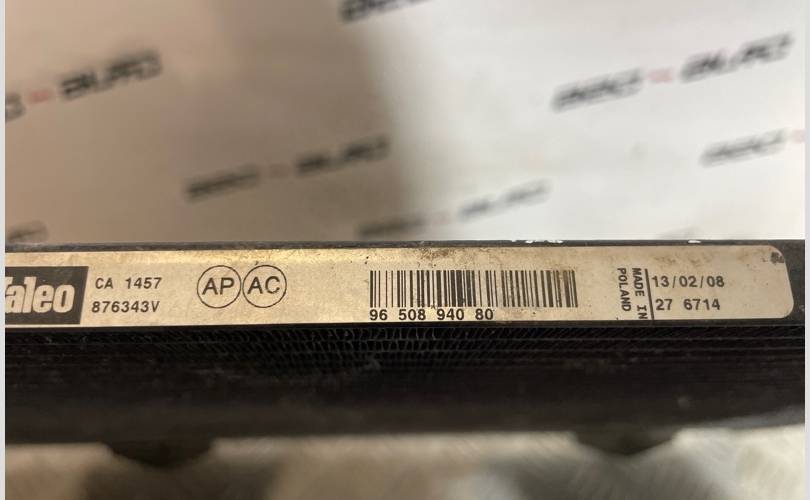 Valeo
CA 1457
876343V
AP AC
96 508 940 80
MADE IN
POLAND
13/02/08
27 6714